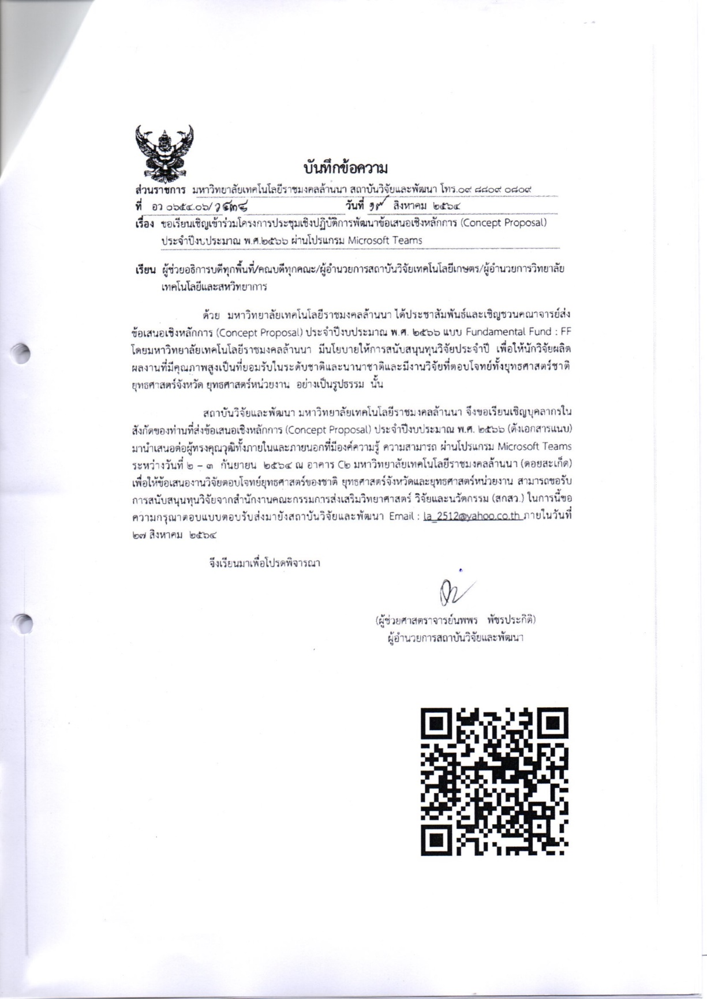 บันทึกข้อความ
ส่วนราชการ มหาวิทยาลัยเทคโนโลยีราชมงคลล้านนา สถาบันวิจัยและพัฒนา โทร.๐๙ ๘๘๐๙ ๐๘๐๙
ที่ อว ๐๖๕๔.๐๖/ วันที่ ๑๙ สิงหาคม ๒๕๖๔
เรื่อง ขอเรียนเชิญเข้าร่วมโครงการประชุมเชิงปฏิบัติการพัฒนาข้อเสนอเชิงหลักการ (Concept Proposal)
ประจำปีงบประมาณ พ.ศ.๒๕๖๖ ผ่านโปรแกรม Microsoft Teams
เรียน ผู้ช่วยอธิการบดีทุกพื้นที่/คณบดีทุกคณะ/ผู้อำนวยการสถาบันวิจัยเทคโนโลยีเกษตร/ผู้อำนวยการวิทยาลัย
เทคโนโลยีและสหวิทยาการ
ด้วย มหาวิทยาลัยเทคโนโลยีราชมงคลล้านนา ได้ประชาสัมพันธ์และเชิญชวนคณาจารย์ส่ง
ข้อเสนอเชิงหลักการ (Concept Proposal) ประจำปีงบประมาณ พ.ศ. ๒๕๖๖ แบบ Fundamental Fund : FF
โดยมหาวิทยาลัยเทคโนโลยีราชมงคลล้านนา มีนโยบายให้การสนับสนุนทุนวิจัยประจำปี เพื่อให้นักวิจัยผลิต
ผลงานที่มีคุณภาพสูงเป็นที่ยอมรับในระดับชาติและนานาชาติและมีงานวิจัยที่ตอบโจทย์ทั้งยุทธศาสตร์ชาติ
ยุทธศาสตร์จังหวัด ยุทธศาสตร์หน่วยงาน อย่างเป็นรูปธรรม นั้น
สถาบันวิจัยและพัฒนา มหาวิทยาลัยเทคโนโลยีราชมงคลล้านนา จึงขอเรียนเชิญบุคลากรใน
สังกัดของท่านที่ส่งข้อเสนอเชิงหลักการ (Concept Proposal) ประจำปีงบประมาณ พ.ศ. ๒๕๖๖ (ดังเอกสารแนบ)
มานำเสนอต่อผู้ทรงคุณวุฒิทั้งภายในและภายนอกที่มีองค์ความรู้ ความสามารถ ผ่านโปรแกรม Microsoft Teams
ระหว่างวันที่ ๒ – ๓ กันยายน ๒๕๖๔ ณ อาคาร C๒ มหาวิทยาลัยเทคโนโลยีราชมงคลล้านนา (ดอยสะเก็ด)
เพื่อให้ข้อเสนองานวิจัยตอบโจทย์ยุทธศาสตร์ของชาติ ยุทธศาสตร์จังหวัดและยุทธศาสตร์หน่วยงาน สามารถขอรับ
การสนับสนุนทุนวิจัยจากสำนักงานคณะกรรมการส่งเสริมวิทยาศาสตร์ วิจัยและนวัตกรรม (สกสว.) ในการนี้ขอ
ความกรุณาตอบแบบตอบรับส่งมายังสถาบันวิจัยและพัฒนา Email : la_2512@yahoo.co.th ภายในวันที่
๒๗ สิงหาคม ๒๕๖๔
จึงเรียนมาเพื่อโปรดพิจารณา
(ผู้ช่วยศาสตราจารย์นพพร พัชรประกิติ)
ผู้อำนวยการสถาบันวิจัยและพัฒนา